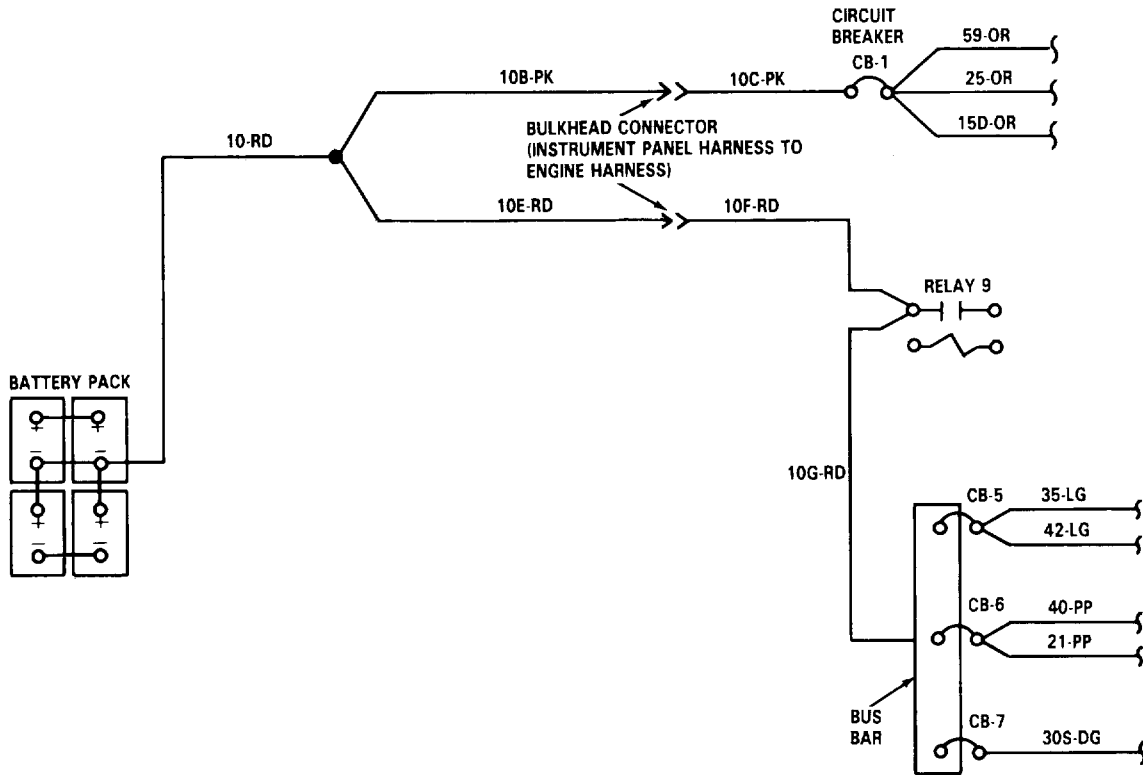 CIRCUIT
BREAKER
CB-1
59-OR
25-OR
15D-OR
10B-PK
10C-PK
BULKHEAD CONNECTOR
(INSTRUMENT PANEL HARNESS TO
ENGINE HARNESS)
10-RD
10E-RD
10F-RD
RELAY 9
BATTERY PACK
+ +
− −
+ +
− −
10G-RD
CB-5
35-LG
42-LG
CB-6
40-PP
21-PP
BUS
BAR
CB-7
30S-DG